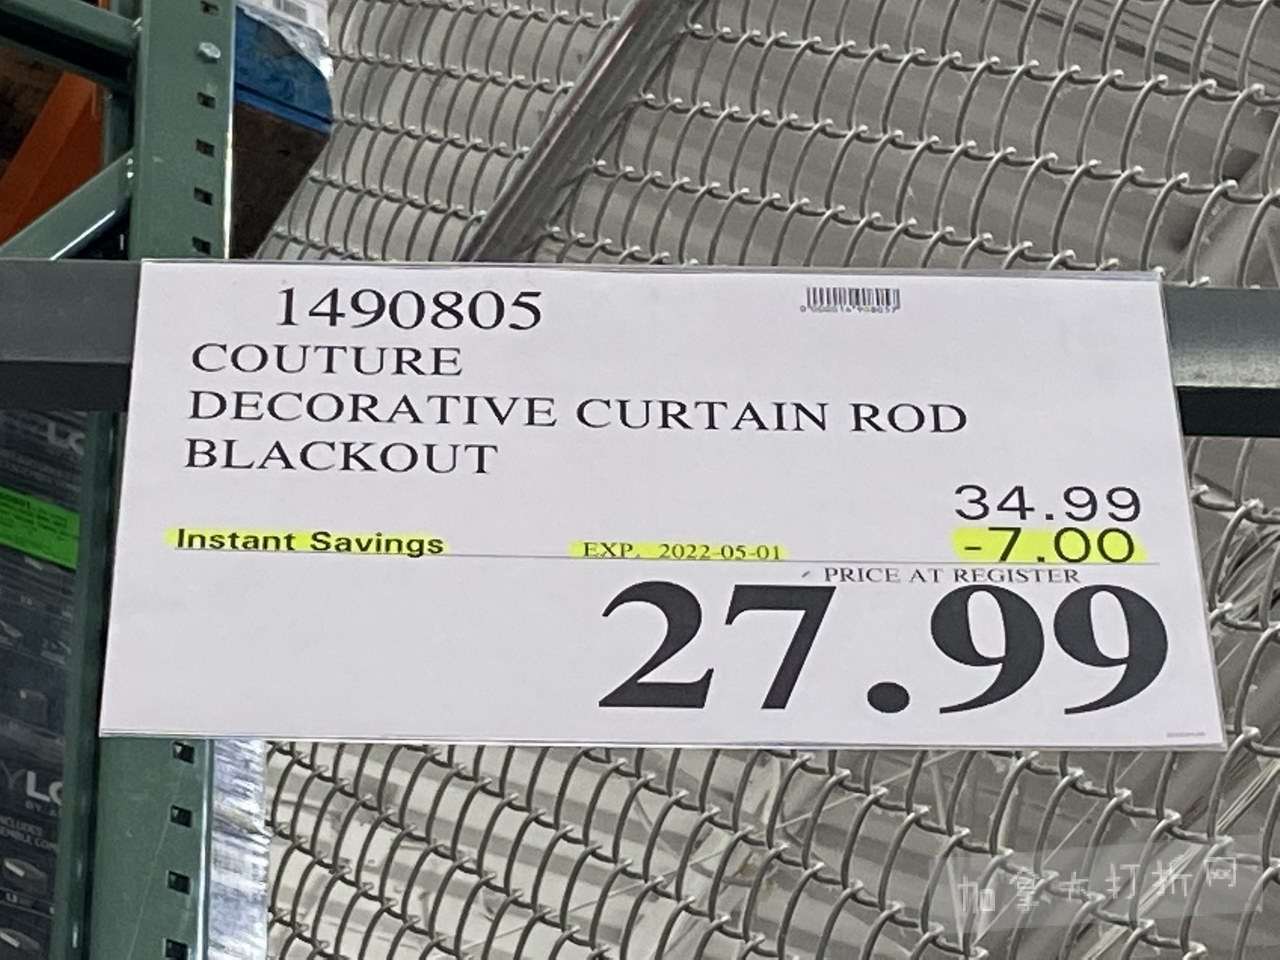 1490805
COUTURE
DECORATIVE CURTAIN ROD
BLACKOUT
34.99
Instant Savings EXP. 2022-05-01 -7.00
PRICE AT REGISTER
27.99
加拿大打折网